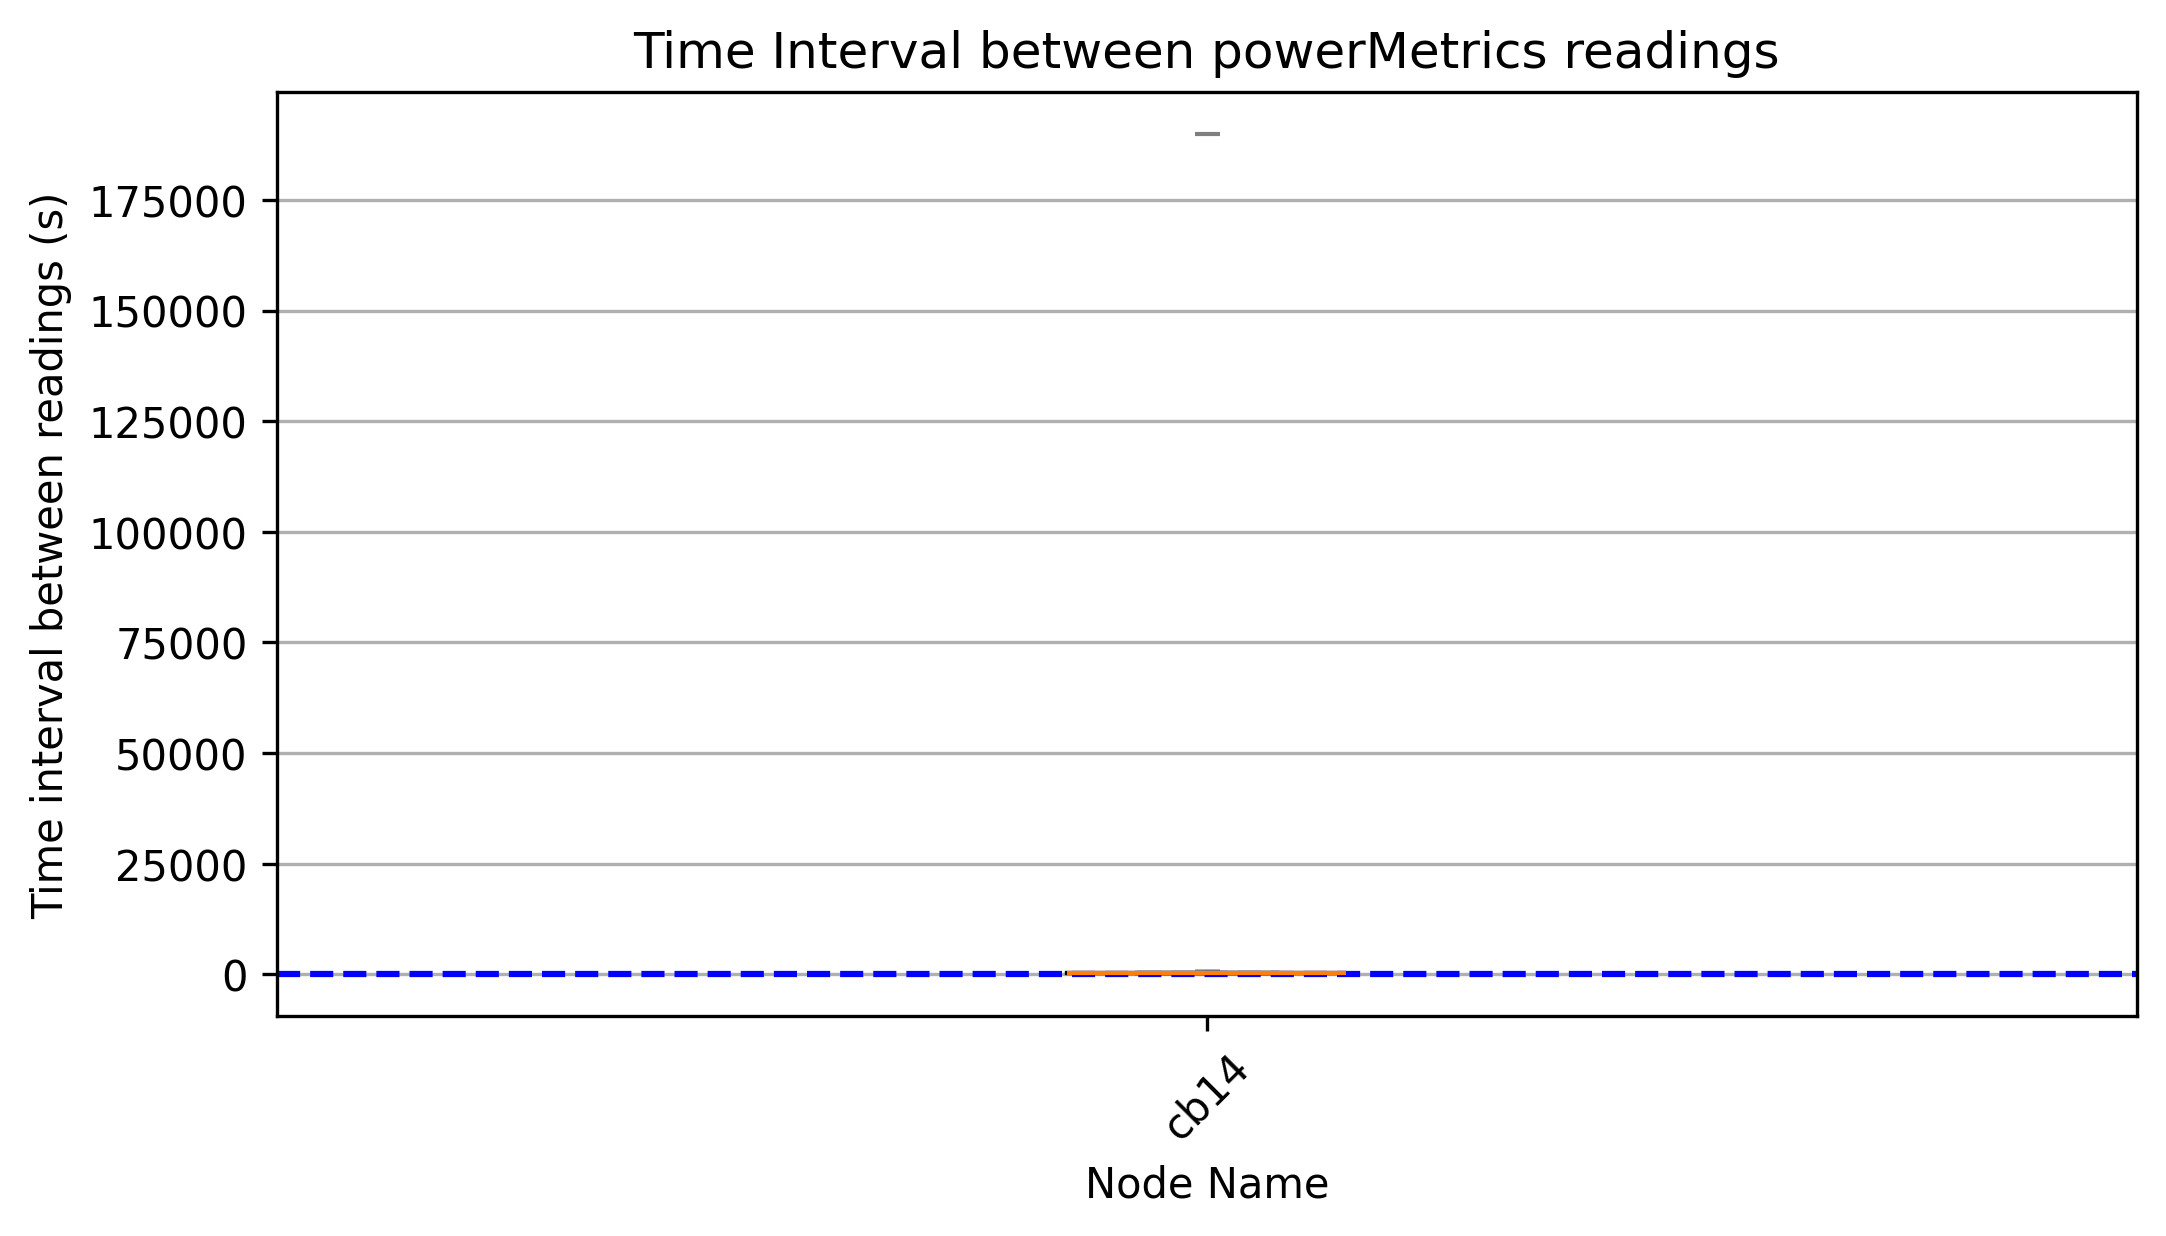 Time Interval between powerMetrics readings
Time interval between readings (s)
175000
150000
125000
100000
75000
50000
25000
0
cb14
Node Name